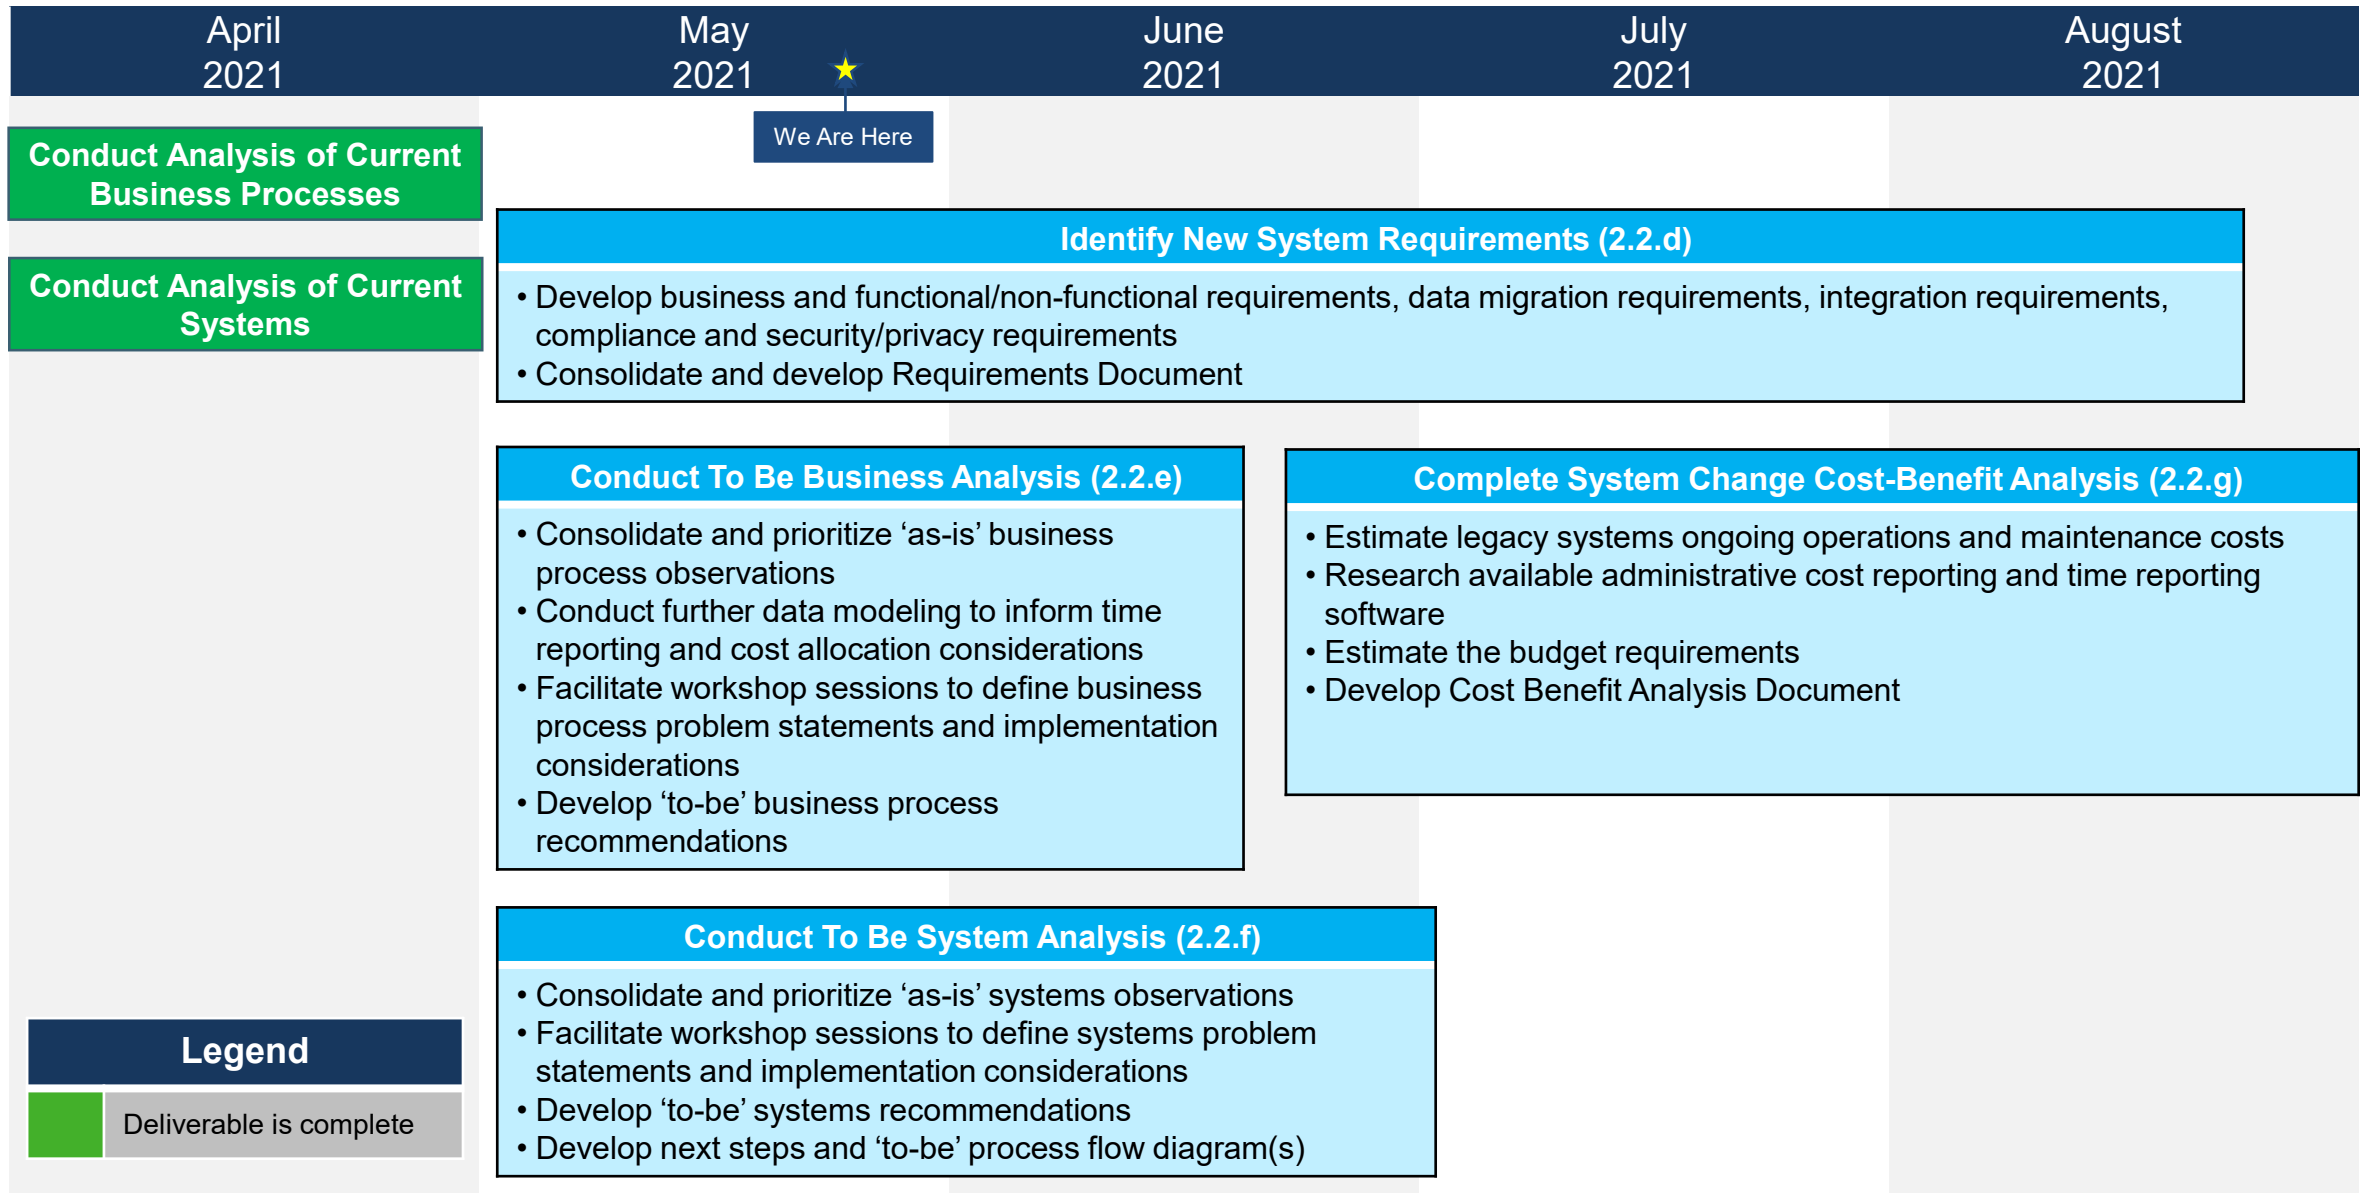 April
2021
May
2021
June
2021
July
2021
August
2021
We Are Here
Conduct Analysis of Current
Business Processes
Conduct Analysis of Current
Systems
Identify New System Requirements (2.2.d)
• Develop business and functional/non-functional requirements, data migration requirements, integration requirements,
compliance and security/privacy requirements
• Consolidate and develop Requirements Document
Conduct To Be Business Analysis (2.2.e)
• Consolidate and prioritize ‘as-is’ business
process observations
• Conduct further data modeling to inform time
reporting and cost allocation considerations
• Facilitate workshop sessions to define business
process problem statements and implementation
considerations
• Develop ‘to-be’ business process
recommendations
Complete System Change Cost-Benefit Analysis (2.2.g)
• Estimate legacy systems ongoing operations and maintenance costs
• Research available administrative cost reporting and time reporting
software
• Estimate the budget requirements
• Develop Cost Benefit Analysis Document
Conduct To Be System Analysis (2.2.f)
• Consolidate and prioritize ‘as-is’ systems observations
• Facilitate workshop sessions to define systems problem
statements and implementation considerations
• Develop ‘to-be’ systems recommendations
• Develop next steps and ‘to-be’ process flow diagram(s)
Legend
Deliverable is complete